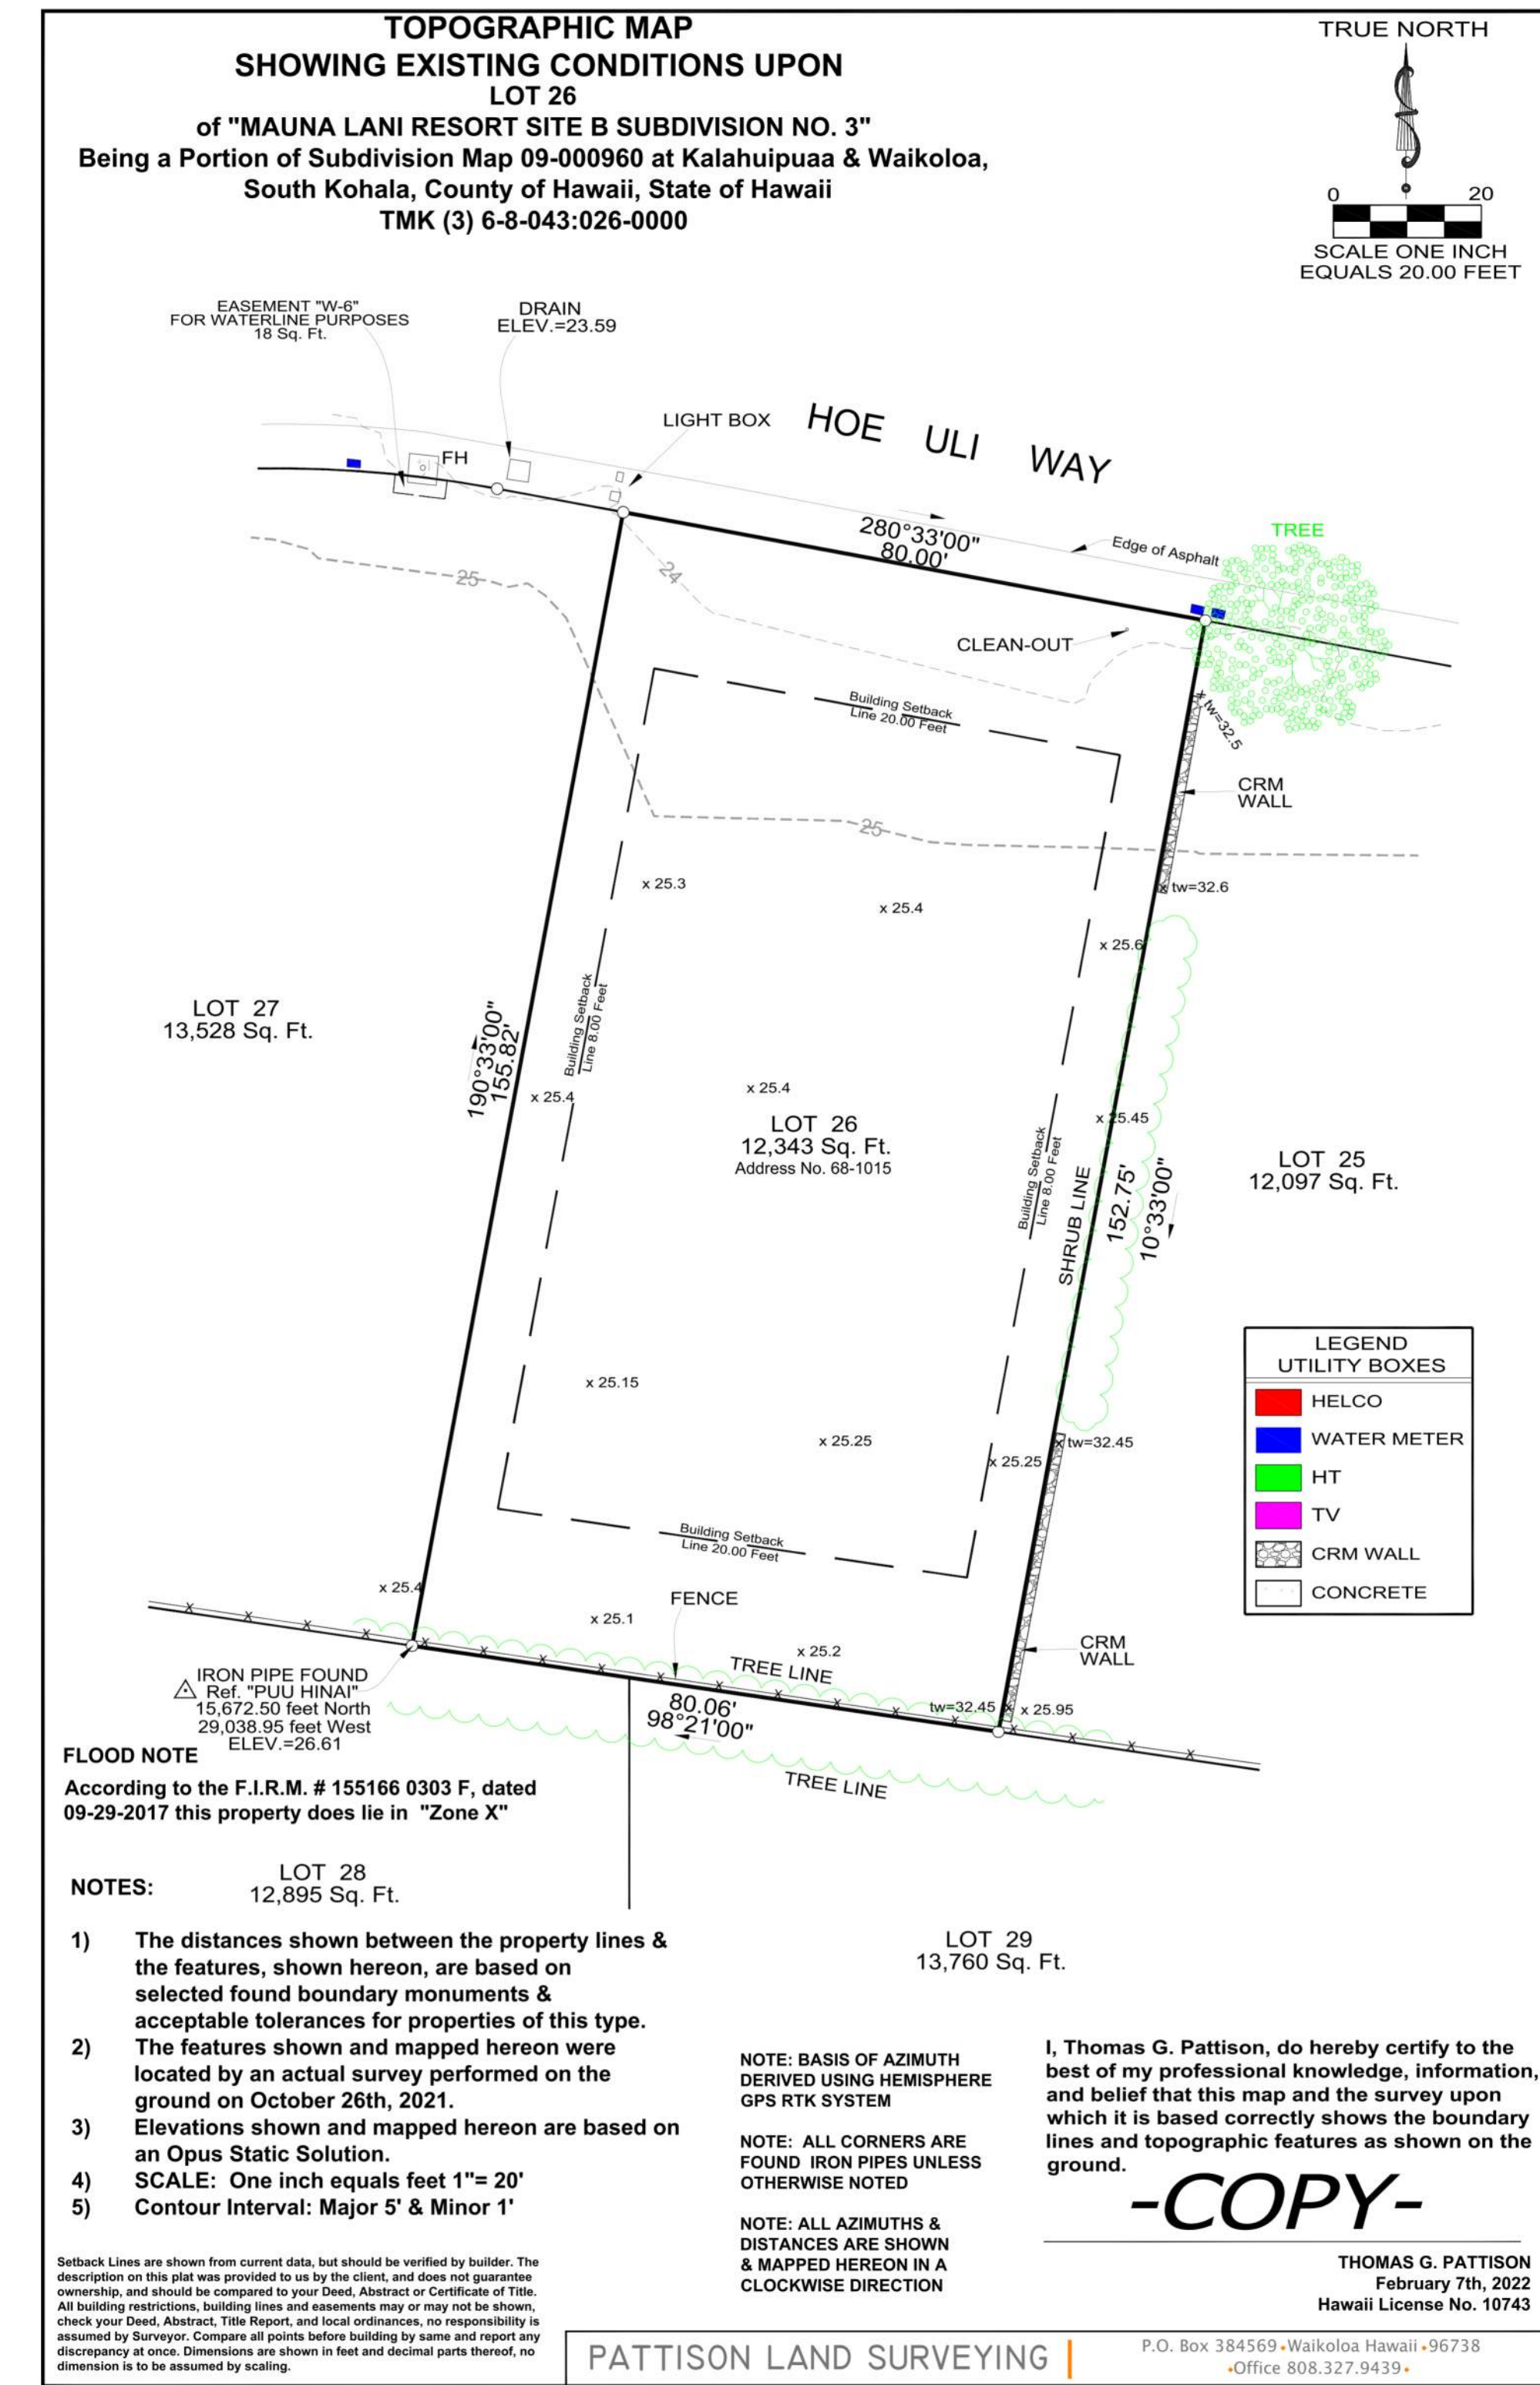 TOPOGRAPHIC MAP
SHOWING EXISTING CONDITIONS UPON
LOT 26
of "MAUNA LANI RESORT SITE B SUBDIVISION NO. 3"
Being a Portion of Subdivision Map 09-000960 at Kalahuipuaa & Waikoloa,
South Kohala, County of Hawaii, State of Hawaii
TMK (3) 6-8-043:026-0000
TRUE NORTH
0 20
SCALE ONE INCH
EQUALS 20.00 FEET
EASEMENT "W-6"
FOR WATERLINE PURPOSES
18 Sq. Ft.
DRAIN
ELEV.=23.59
LIGHT BOX
HOE ULI WAY
FH
280°33'00"
80.00'
Edge of Asphalt
TREE
25
24
CLEAN-OUT
Building Setback
Line 20.00 Feet
tw=32.5
CRM
WALL
25
x 25.3
x 25.4
tw=32.6
x 25.6
LOT 27
13,528 Sq. Ft.
190°33'00"
155.82'
Building Setback
Line 8.00 Feet
x 25.4
x 25.4
LOT 26
12,343 Sq. Ft.
Address No. 68-1015
x 25.45
Building Setback
Line 8.00 Feet
SHRUB LINE
152.75'
10°33'00"
LOT 25
12,097 Sq. Ft.
LEGEND
UTILITY BOXES
HELCO
WATER METER
HT
TV
CRM WALL
CONCRETE
x 25.15
x 25.25
x 25.25
tw=32.45
Building Setback
Line 20.00 Feet
x 25.4
x 25.1
FENCE
x 25.2
TREE LINE
CRM
WALL
IRON PIPE FOUND
Ref. "PUU HINAI"
15,672.50 feet North
29,038.95 feet West
ELEV.=26.61
80.06'
98°21'00"
tw=32.45
x 25.95
TREE LINE
FLOOD NOTE
According to the F.I.R.M. # 155166 0303 F, dated
09-29-2017 this property does lie in "Zone X"
LOT 28
12,895 Sq. Ft.
LOT 29
13,760 Sq. Ft.
NOTES:
1) The distances shown between the property lines &
the features, shown hereon, are based on
selected found boundary monuments &
acceptable tolerances for properties of this type.
2) The features shown and mapped hereon were
located by an actual survey performed on the
ground on October 26th, 2021.
3) Elevations shown and mapped hereon are based on
an Opus Static Solution.
4) SCALE: One inch equals feet 1"= 20'
5) Contour Interval: Major 5' & Minor 1'
Setback Lines are shown from current data, but should be verified by builder. The
description on this plat was provided to us by the client, and does not guarantee
ownership, and should be compared to your Deed, Abstract or Certificate of Title.
All building restrictions, building lines and easements may or may not be shown,
check your Deed, Abstract, Title Report, and local ordinances, no responsibility is
assumed by Surveyor. Compare all points before building by same and report any
discrepancy at once. Dimensions are shown in feet and decimal parts thereof, no
dimension is to be assumed by scaling.
NOTE: BASIS OF AZIMUTH
DERIVED USING HEMISPHERE
GPS RTK SYSTEM
NOTE: ALL CORNERS ARE
FOUND IRON PIPES UNLESS
OTHERWISE NOTED
NOTE: ALL AZIMUTHS &
DISTANCES ARE SHOWN
& MAPPED HEREON IN A
CLOCKWISE DIRECTION
I, Thomas G. Pattison, do hereby certify to the
best of my professional knowledge, information,
and belief that this map and the survey upon
which it is based correctly shows the boundary
lines and topographic features as shown on the
ground.
-COPY-
THOMAS G. PATTISON
February 7th, 2022
Hawaii License No. 10743
PATTISON LAND SURVEYING
P.O. Box 384569 • Waikoloa Hawaii • 96738
• Office 808.327.9439 •